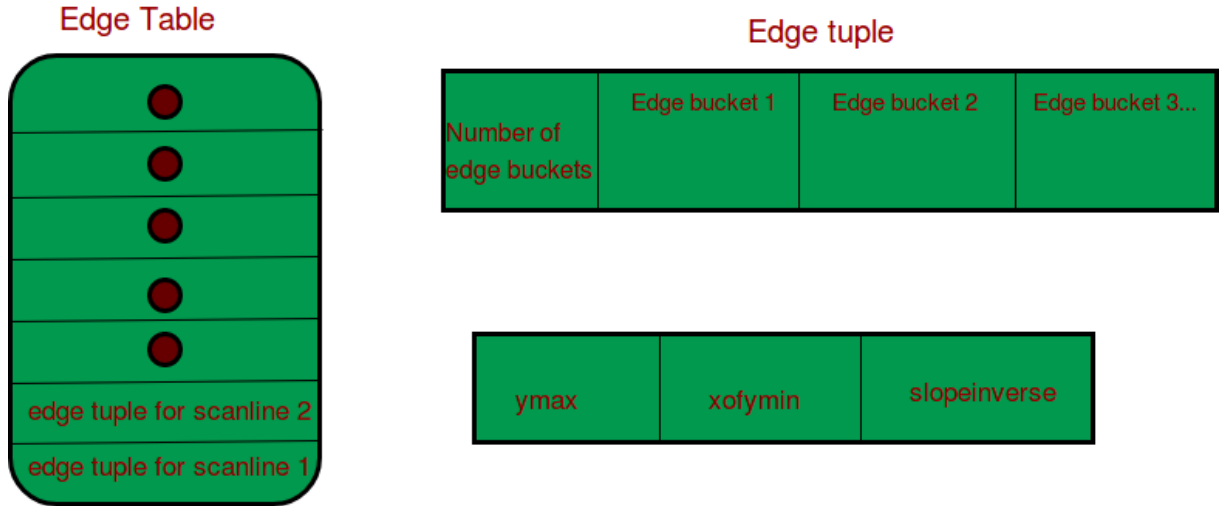 Edge Table
edge tuple for scanline 2
edge tuple for scanline 1
Edge tuple
Number of
edge buckets
Edge bucket 1
Edge bucket 2
Edge bucket 3...
ymax
xofymin
slopeinverse